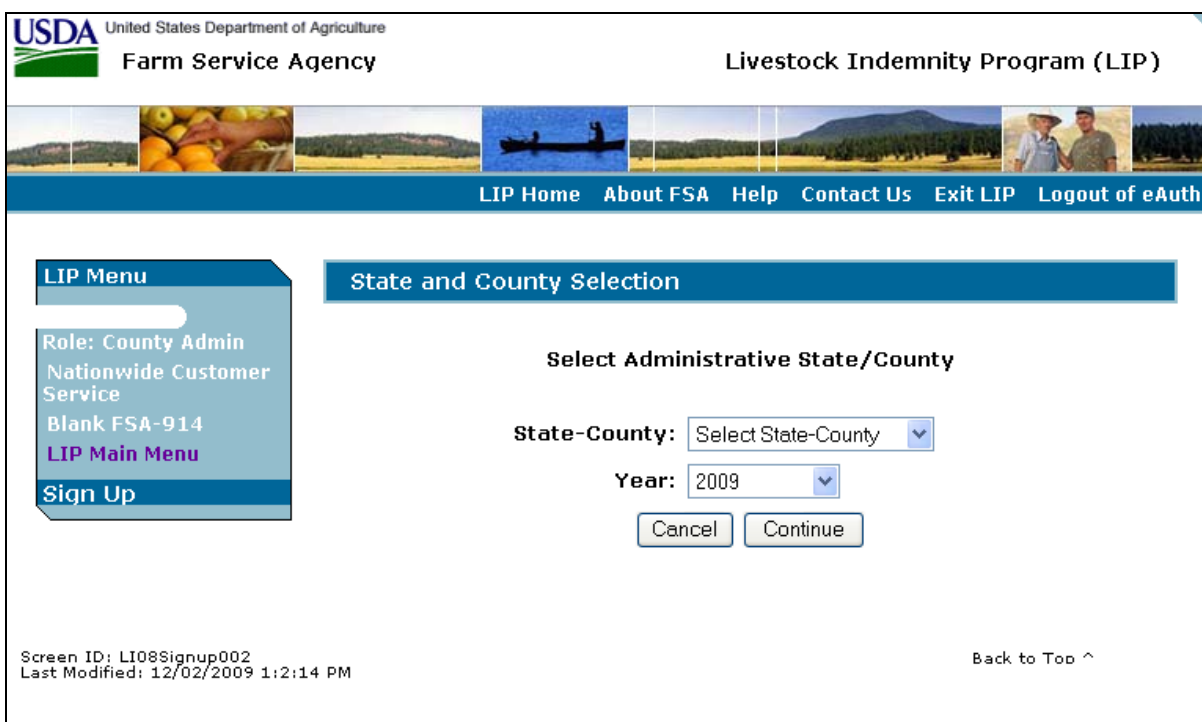 USDA United States Department of Agriculture
Farm Service Agency
Livestock Indemnity Program (LIP)
LIP Home About FSA Help Contact Us Exit LIP Logout of eAuth
LIP Menu
Role: County Admin
Nationwide Customer
Service
Blank FSA-914
LIP Main Menu
Sign Up
State and County Selection
Select Administrative State/County
State-County: Select State-County
Year: 2009
Cancel Continue
Screen ID: LI08Signup002
Last Modified: 12/02/2009 1:2:14 PM
Back to Top ^